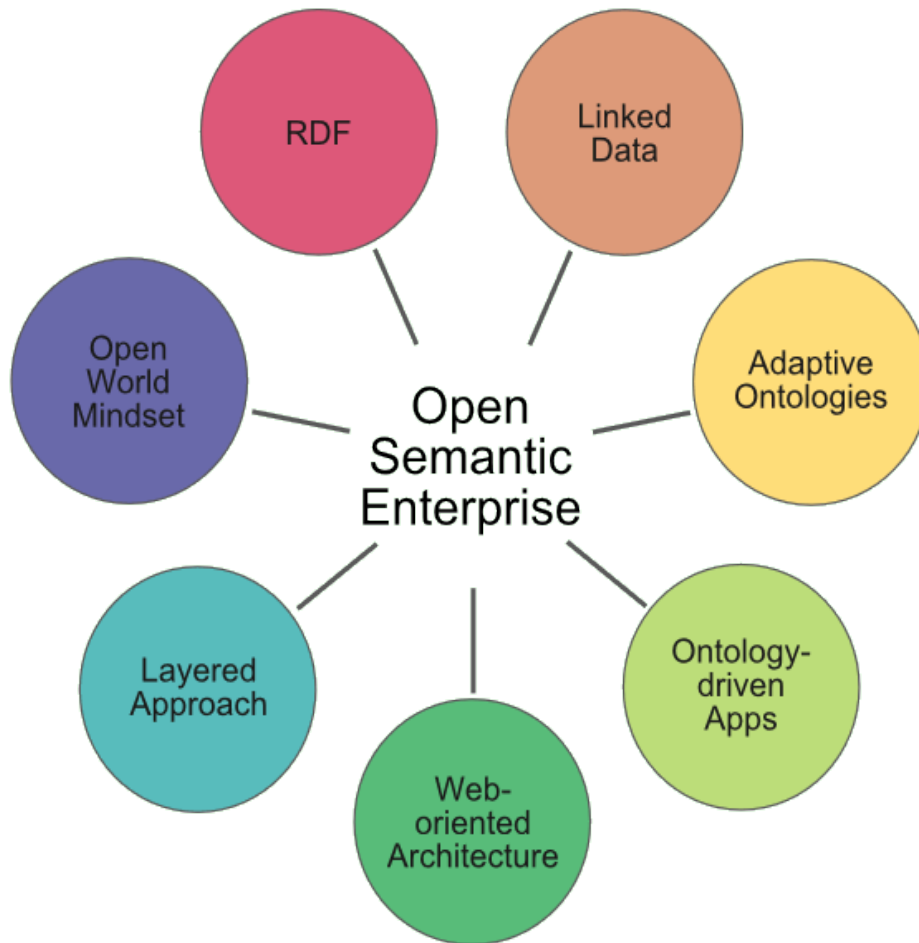 RDF
Linked
Data
Open
World
Mindset
Adaptive
Ontologies
Open
Semantic
Enterprise
Layered
Approach
Ontology-
driven
Apps
Web-
oriented
Architecture